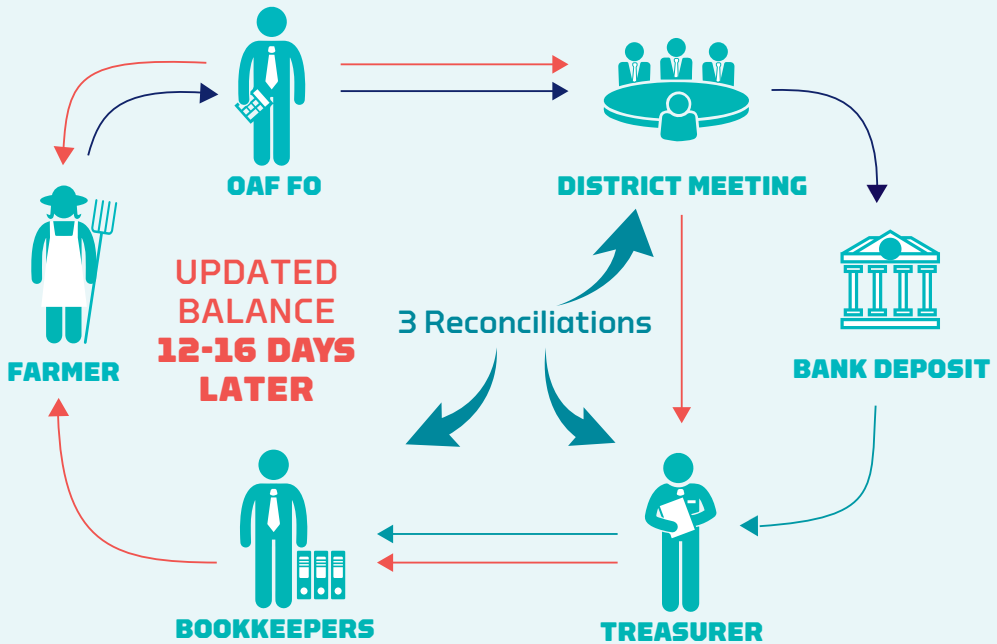 OAF FO
DISTRICT MEETING
UPDATED
BALANCE
12-16 DAYS
LATER
3 Reconciliations
FARMER
BANK DEPOSIT
BOOKKEEPERS
TREASURER